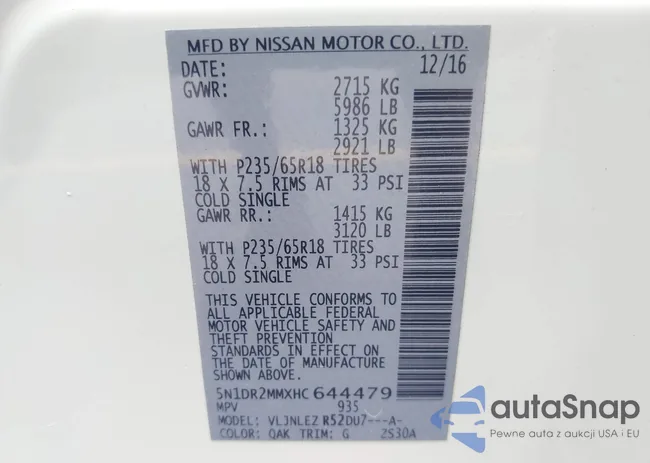 MFD BY NISSAN MOTOR CO., LTD.
DATE: 12/16
GVWR: 2715 KG
5986 LB
GAWR FR.: 1325 KG
2921 LB
WITH P235/65R18 TIRES
18 X 7.5 RIMS AT 33 PSI
COLD SINGLE
GAWR RR.: 1415 KG
3120 LB
WITH P235/65R18 TIRES
18 X 7.5 RIMS AT 33 PSI
COLD SINGLE
THIS VEHICLE CONFORMS TO
ALL APPLICABLE FEDERAL
MOTOR VEHICLE SAFETY AND
THEFT PREVENTION
STANDARDS IN EFFECT ON
THE DATE OF MANUFACTURE
SHOWN ABOVE.
5N1DR2MMXHC644479
MPV 935
VLJNLEZ R52DU7---A-
COLOR: QAK TRIM: G 2S30A
autoSnap
Pewne auta z aukcji USA i EU